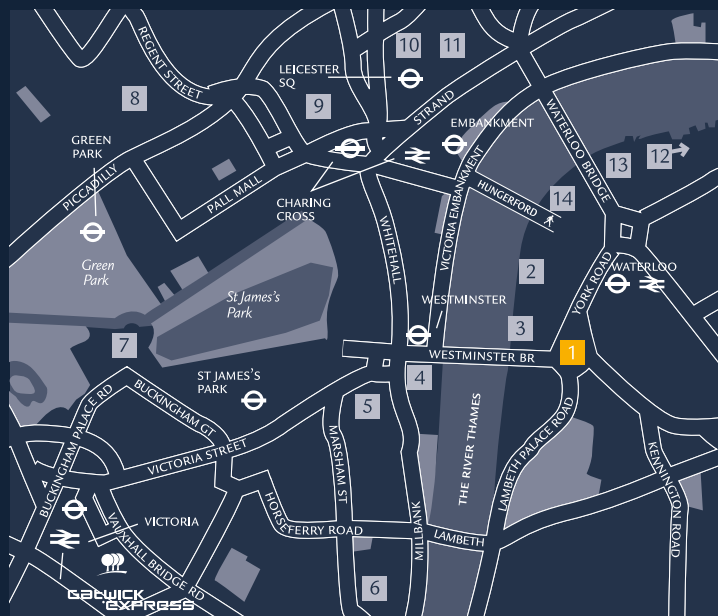 REGENT STREET
10
11
LEICESTER
SQ
8
9
STRAND
EMBANKMENT
WATERLOO BRIDGE
GREEN
PARK
13
12
PICCADILLY
PALL MALL
CHARING
CROSS
VICTORIA EMBANKMENT
HUNGERFORD
14
WHITEHALL
Green
Park
2
WATERLOO
YORK ROAD
St James's
Park
WESTMINSTER
3
7
1
WESTMINSTER BR
ST JAMES'S
PARK
4
5
BUCKINGHAM PALACE RD
BUCKINGHAM GT
THE RIVER THAMES
LAMBETH PALACE ROAD
MARSHAM ST
VICTORIA STREET
KENNINGTON ROAD
HORSEFERRY ROAD
MILLBANK
LAMBETH
VICTORIA
VAUXHALL BRIDGE RD
6
GATWICK
EXPRESS